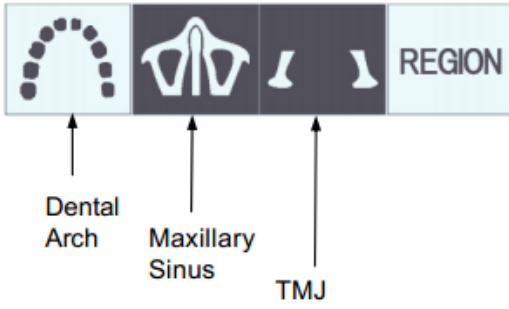 REGION
Dental
Arch
Maxillary
Sinus
TMJ